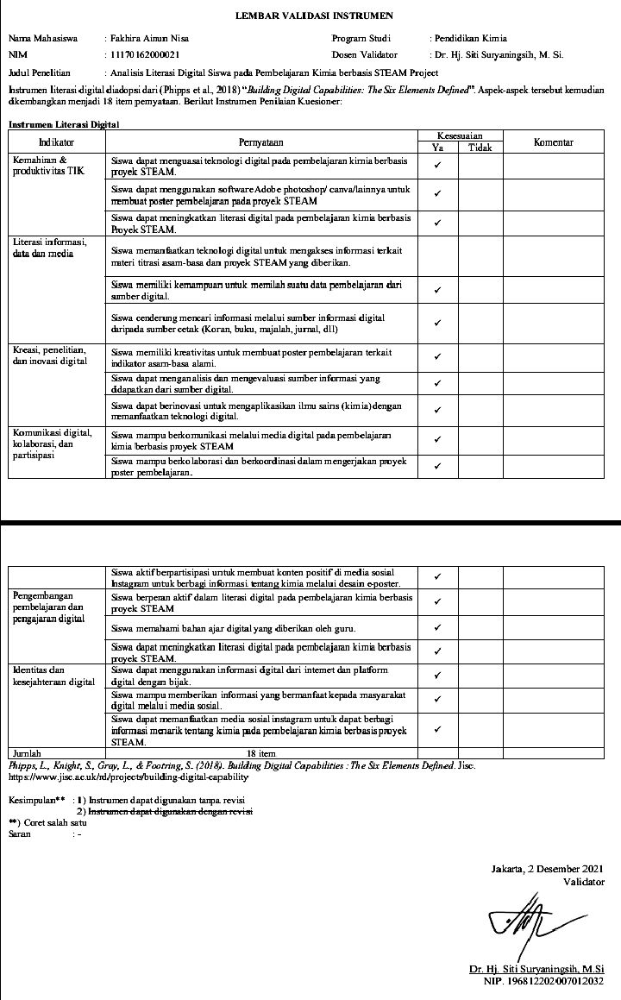 LEMBAR VALIDASI INSTRUMEN
Nama Mahasiswa : Fakhira Ainun Nisa Program Studi : Pendidikan Kimia
NIM : 11170162000021 Dosen Validator : Dr. Hj. Siti Suryaningsih, M. Si.
Judul Penelitian : Analisis Literasi Digital Siswa pada Pembelajaran Kimia berbasis STEAM Project
Instrumen literasi digital diadopsi dari (Phipps et al., 2018) “Building Digital Capabilities: The Six Elements Defined”. Aspek-aspek tersebut kemudian
dikembangkan menjadi 18 item pernyataan. Berikut Instrumen Penilaian Kuesioner:
Instrumen Literasi Digital
Indikator Pernyataan Kesesuaian Komentar
Ya Tidak
Kemahiran &
produktivitas TIK
Siswa dapat menguasai teknologi digital pada pembelajaran kimia berbasis
proyek STEAM. ✓
Siswa dapat menggunakan software Adobe photoshop/ canva/lainnya untuk
membuat poster pembelajaran pada proyek STEAM ✓
Siswa dapat meningkatkan literasi digital pada pembelajaran kimia berbasis
Proyek STEAM. ✓
Literasi informasi,
data dan media
Siswa memanfaatkan teknologi digital untuk mengakses informasi terkait
materi titrasi asam-basa dan proyek STEAM yang diberikan.
Siswa memiliki kemampuan untuk memilah suatu data pembelajaran dari
sumber digital. ✓
Siswa cenderung mencari informasi melalui sumber informasi digital
daripada sumber cetak (Koran, buku, majalah, jurnal, dll) ✓
Kreasi, penelitian,
dan inovasi digital
Siswa memiliki kreativitas untuk membuat poster pembelajaran terkait
indikator asam-basa alami. ✓
Siswa dapat menganalisis dan mengevaluasi sumber informasi yang
didapatkan dari sumber digital. ✓
Siswa dapat berinovasi untuk mengaplikasikan ilmu sains (kimia) dengan
memanfaatkan teknologi digital. ✓
Komunikasi digital,
kolaborasi, dan
partisipasi
Siswa mampu berkomunikasi melalui media digital pada pembelajaran
kimia berbasis proyek STEAM ✓
Siswa mampu berkolaborasi dan berkoordinasi dalam mengerjakan proyek
poster pembelajaran. ✓
Siswa aktif berpartisipasi untuk membuat konten positif di media sosial
Instagram untuk berbagi informasi tentang kimia melalui desain e-poster. ✓
Pengembangan
pembelajaran dan
pengajaran digital
Siswa berperan aktif dalam literasi digital pada pembelajaran kimia berbasis
proyek STEAM ✓
Siswa memahami bahan ajar digital yang diberikan oleh guru. ✓
Siswa dapat meningkatkan literasi digital pada pembelajaran kimia berbasis
proyek STEAM. ✓
Identitas dan
kesejahteraan digital
Siswa dapat menggunakan informasi digital dari internet dan platform
digital dengan bijak. ✓
Siswa mampu memberikan informasi yang bermanfaat kepada masyarakat
digital melalui media sosial. ✓
Siswa dapat memanfaatkan media sosial instagram untuk dapat berbagi
informasi menarik tentang kimia pada pembelajaran kimia berbasis proyek
STEAM. ✓
Jumlah 18 item
Phipps, L., Knight, S., Gray, L., & Footring, S. (2018). Building Digital Capabilities : The Six Elements Defined. Jisc.
https://www.jisc.ac.uk/rd/projects/building-digital-capability
Kesimpulan** : 1) Instrumen dapat digunakan tanpa revisi
2) Instrumen dapat digunakan dengan revisi
**) Coret salah satu
Saran : -
Jakarta, 2 Desember 2021
Validator
Dr. Hj. Siti Suryaningsih, M.Si
NIP. 196812202007012032